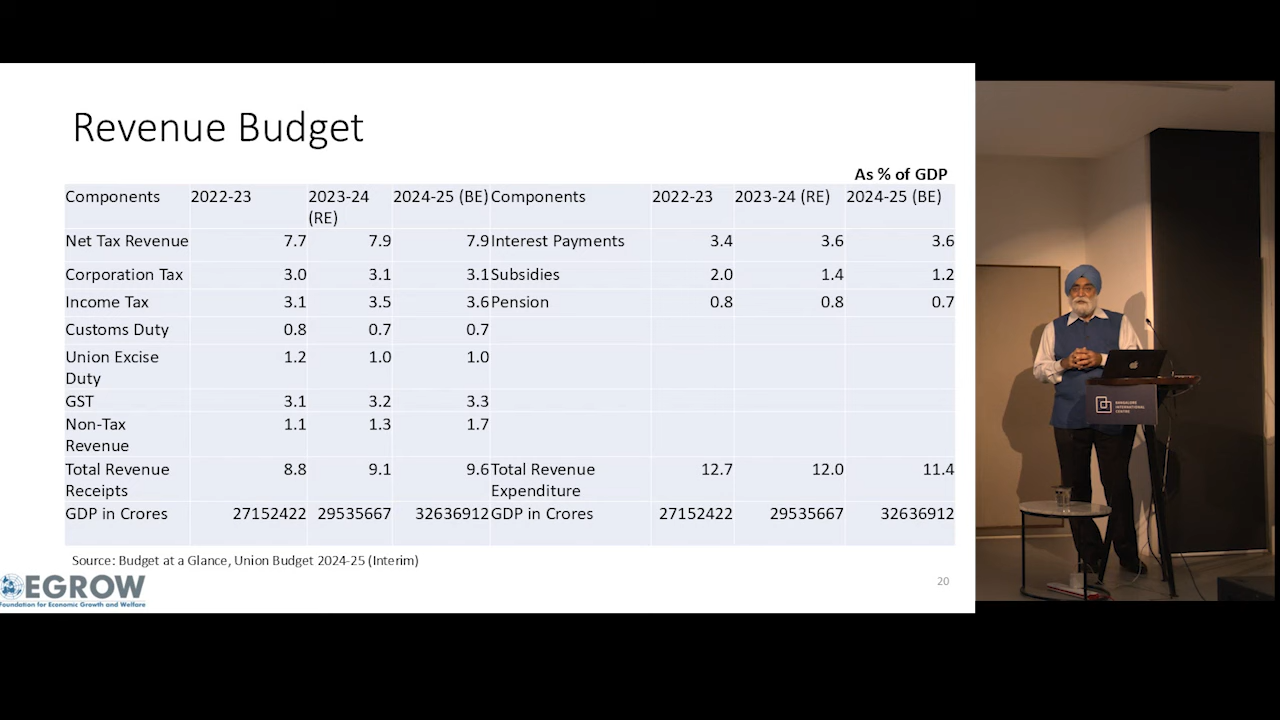 Revenue Budget
As % of GDP
Components 2022-23 2023-24 (RE) 2024-25 (BE) Components 2022-23 2023-24 (RE) 2024-25 (BE)
Net Tax Revenue 7.7 7.9 7.9 Interest Payments 3.4 3.6 3.6
Corporation Tax 3.0 3.1 3.1 Subsidies 2.0 1.4 1.2
Income Tax 3.1 3.5 3.6 Pension 0.8 0.8 0.7
Customs Duty 0.8 0.7 0.7
Union Excise Duty 1.2 1.0 1.0
GST 3.1 3.2 3.3
Non-Tax Revenue 1.1 1.3 1.7
Total Revenue Receipts 8.8 9.1 9.6 Total Revenue Expenditure 12.7 12.0 11.4
GDP in Crores 27152422 29535667 32636912 GDP in Crores 27152422 29535667 32636912
Source: Budget at a Glance, Union Budget 2024-25 (Interim)
EGROW
Foundation for Economic Growth and Welfare
20
BANGALORE
INTERNATIONAL
CENTRE